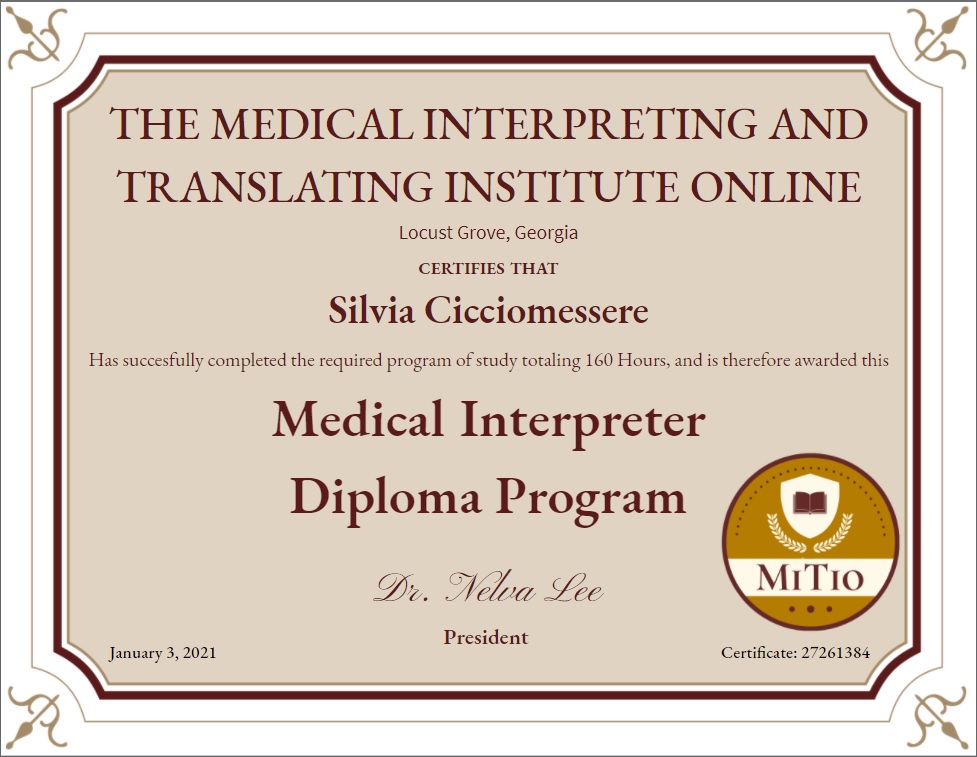 THE MEDICAL INTERPRETING AND
TRANSLATING INSTITUTE ONLINE
Locust Grove, Georgia
CERTIFIES THAT
Silvia Cicciomessere
Has succesfully completed the required program of study totaling 160 Hours, and is therefore awarded this
Medical Interpreter
Diploma Program
MiTio
Dr. Nelva Lee
President
January 3, 2021
Certificate: 27261384